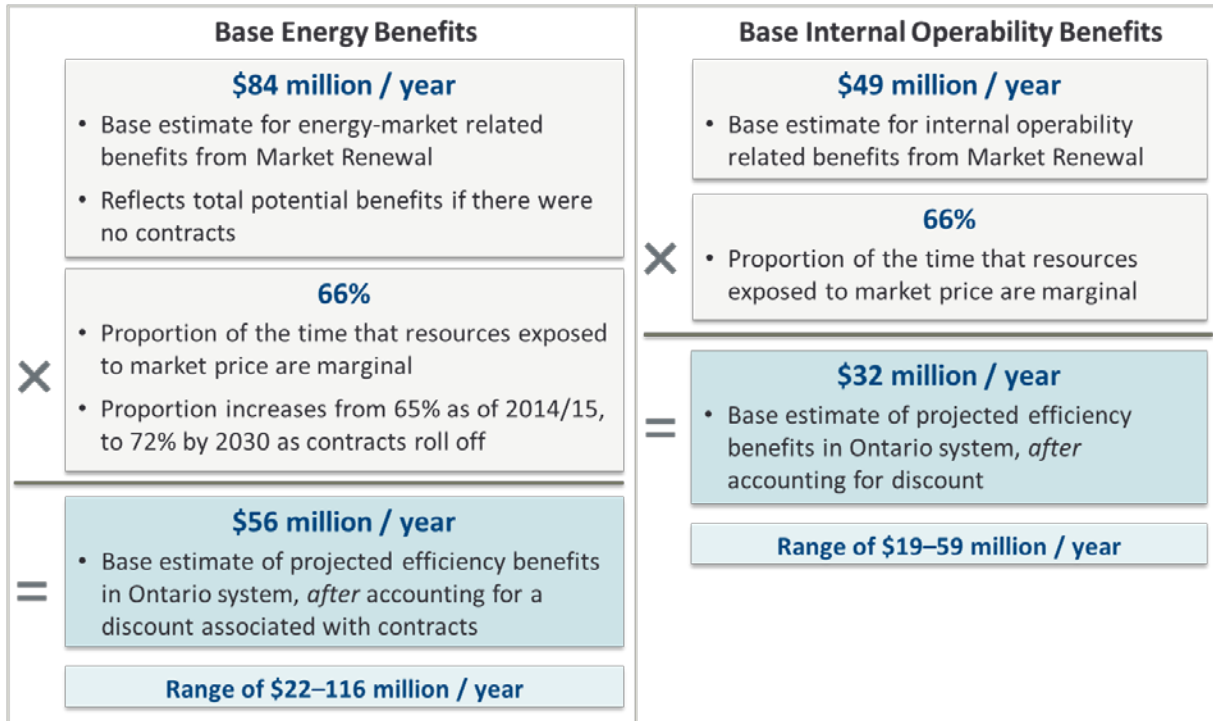 Base Energy Benefits
$84 million / year
• Base estimate for energy-market related
benefits from Market Renewal
• Reflects total potential benefits if there were
no contracts
×
66%
• Proportion of the time that resources exposed
to market price are marginal
• Proportion increases from 65% as of 2014/15,
to 72% by 2030 as contracts roll off
=
$56 million / year
• Base estimate of projected efficiency benefits
in Ontario system, after accounting for a
discount associated with contracts
Range of $22–116 million / year
Base Internal Operability Benefits
$49 million / year
• Base estimate for internal operability
related benefits from Market Renewal
×
66%
• Proportion of the time that resources
exposed to market price are marginal
=
$32 million / year
• Base estimate of projected efficiency
benefits in Ontario system, after
accounting for discount
Range of $19–59 million / year